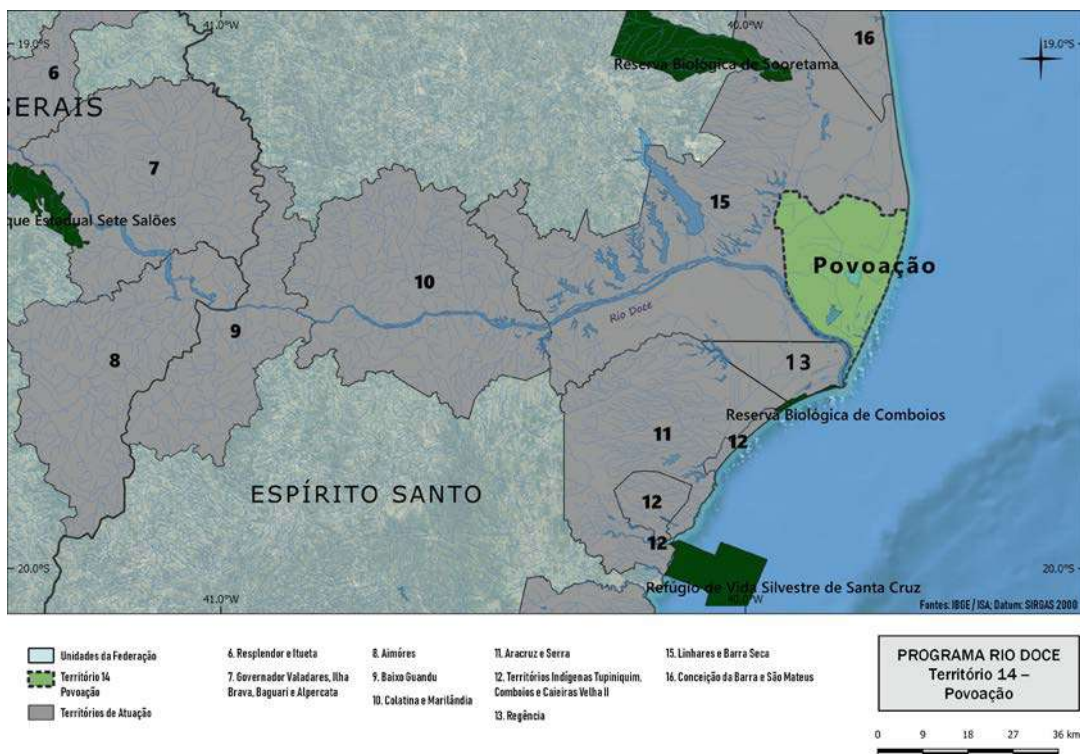 41.0°W
40.0°W
19.0°S
19.0°S
6
16
Reserva Biológica de Sooretama
GERAIS
7
15
que Estadual Sete Salões
Povoação
10
Rio Doce
9
8
13
Reserva Biológica de Comboios
11
12
ESPÍRITO SANTO
12
12
20.0°S
20.0°S
Refúgio de Vida Silvestre de Santa Cruz
41.0°W
Fontes: IBGE / ISA; Datum: SIRGAS 2000
Unidades da Federação
Território 14
Povoação
Territórios de Atuação
6. Resplendor e Itueta
7. Governador Valadares, Ilha
Brava, Baguari e Alpercata
8. Aimóres
9. Baixo Guandu
10. Colatina e Marilândia
11. Aracruz e Serra
12. Territórios Indígenas Tupiniquim,
Comboios e Caieiras Velha II
13. Regência
15. Linhares e Barra Seca
16. Conceição da Barra e São Mateus
PROGRAMA RIO DOCE
Território 14 –
Povoação
0 9 18 27 36 km